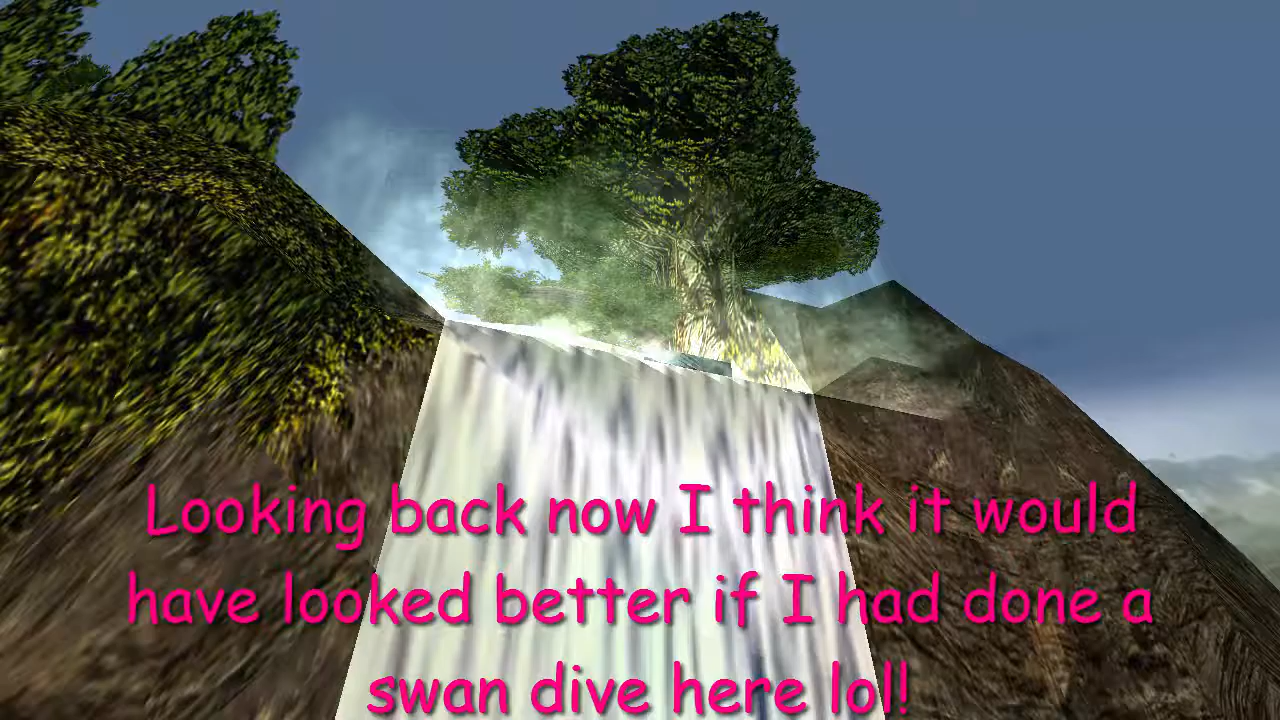 Looking back now I think it would
have looked better if I had done a
swan dive here lol!